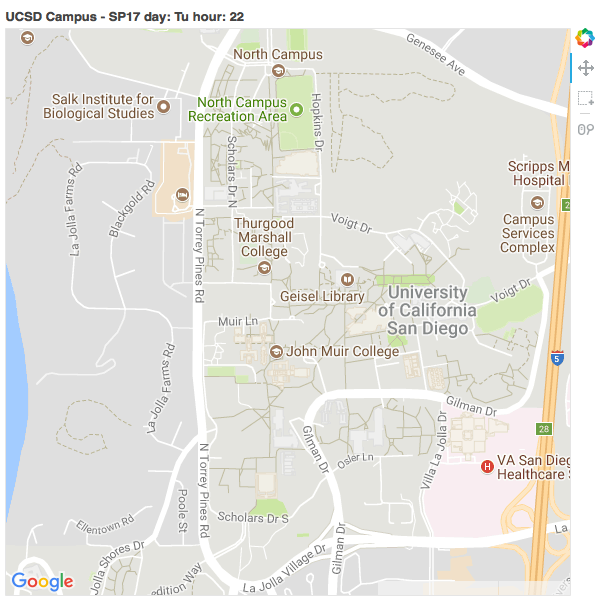 UCSD Campus - SP17 day: Tu hour: 22
Genesee Ave
North Campus
Salk Institute for
Biological Studies
North Campus
Recreation Area
Hopkins Dr
Scholars Dr N
Scripps M
Hospital
La Jolla Farms Rd
Blackgold Rd
2
N Torrey Pines Rd
Voigt Dr
Thurgood
Marshall
College
Campus
Services
Complex
Geisel Library
University
of California
San Diego
Voigt Dr
Muir Ln
John Muir College
5
La Jolla Farms Rd
Gilman Dr
Gilman Dr
Villa La Jolla Dr
28
N Torrey Pines Rd
Osler Ln
H
VA San Dieg
Healthcare S
Poole St
Ellentown Rd
Scholars Dr S
Gilman Dr
La
La Jolla Shores Dr
La Jolla Village Dr
edition Way
Google